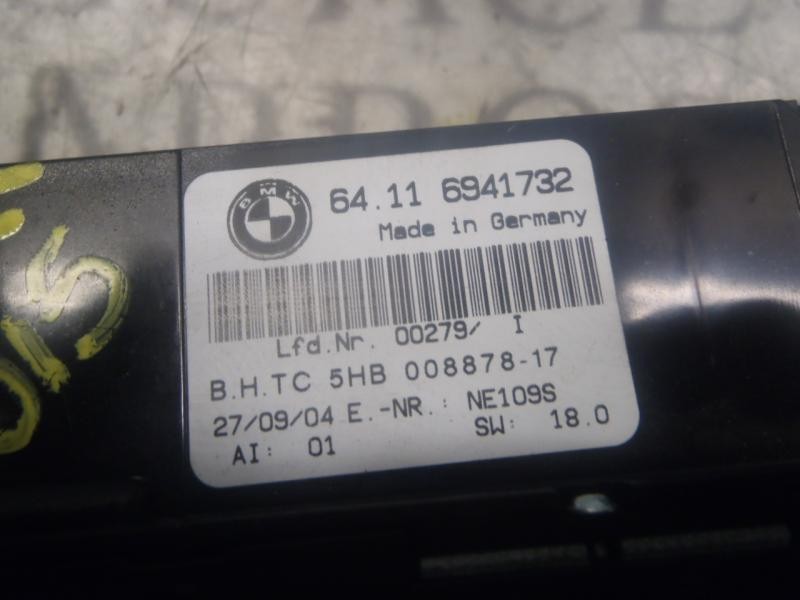 BMW
64.11 6941732
Made in Germany
Lfd.Nr. 00279/ I
B.H.TC 5HB 008878-17
27/09/04 E.-NR.: NE109S
AI: 01 SW: 18.0